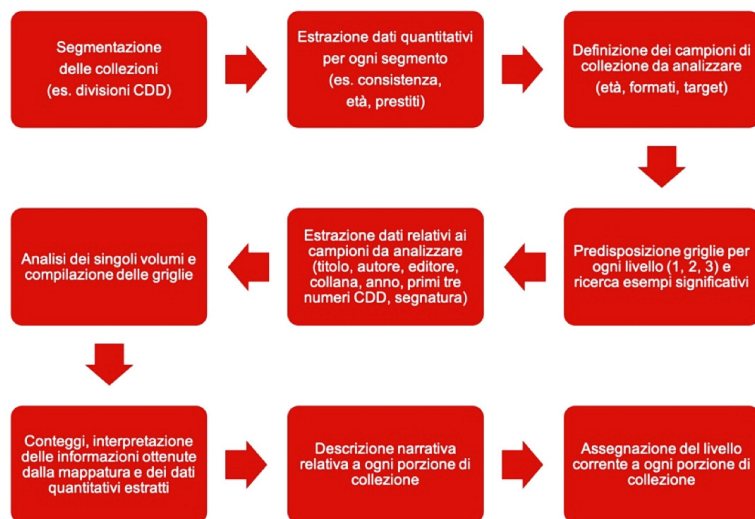 Segmentazione
delle collezioni
(es. divisioni CDD)
Estrazione dati quantitativi
per ogni segmento
(es. consistenza,
età, prestiti)
Definizione dei campioni di
collezione da analizzare
(età, formati, target)
Predisposizione griglie per
ogni livello (1, 2, 3) e
ricerca esempi significativi
Estrazione dati relativi ai
campioni da analizzare
(titolo, autore, editore,
collana, anno, primi tre
numeri CDD, segnatura)
Analisi dei singoli volumi e
compilazione delle griglie
Conteggi, interpretazione
delle informazioni ottenute
dalla mappatura e dei dati
quantitativi estratti
Descrizione narrativa
relativa a ogni porzione di
collezione
Assegnazione del livello
corrente a ogni porzione di
collezione